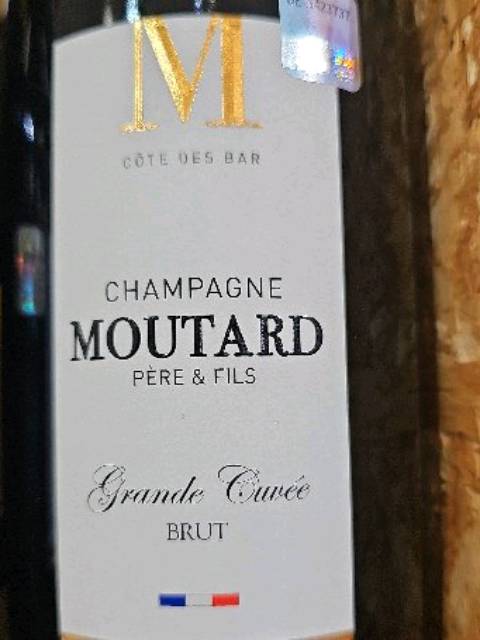 M
CÔTE DES BAR
CHAMPAGNE
MOUTARD
PÈRE & FILS
Grande Cuvée
BRUT